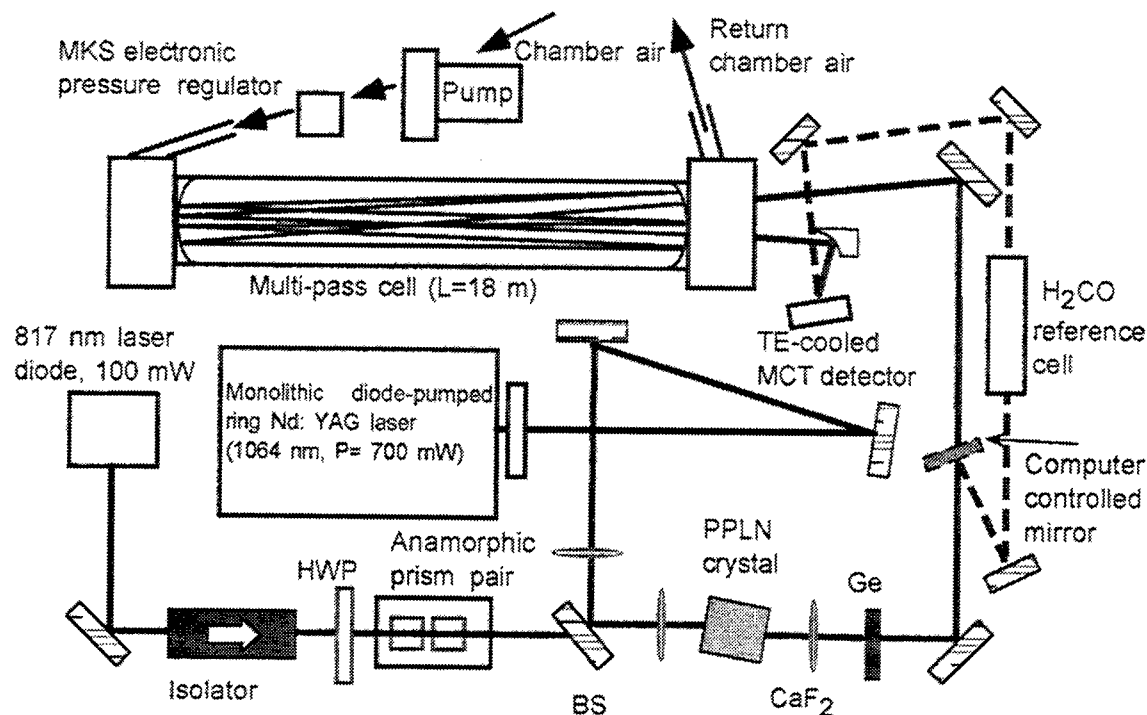 MKS electronic
pressure regulator
Chamber air
Return
chamber air
Pump
Multi-pass cell (L=18 m)
H2CO
reference
cell
817 nm laser
diode, 100 mW
TE-cooled
MCT detector
Monolithic diode-pumped
ring Nd: YAG laser
(1064 nm, P= 700 mW)
Computer
controlled
mirror
Anamorphic
prism pair
HWP
PPLN
crystal
Ge
Isolator
BS
CaF2